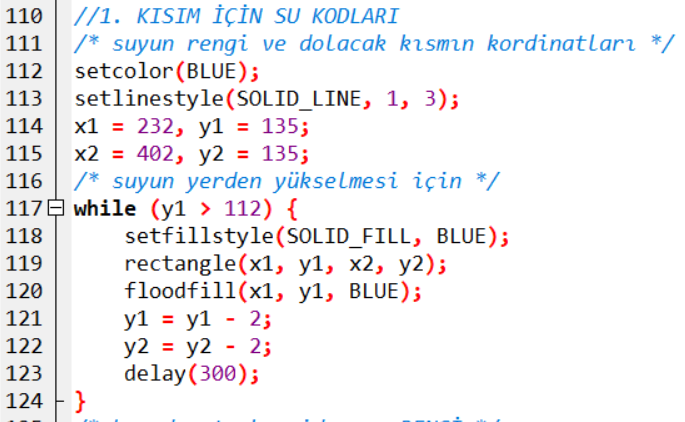 110 //1. KISIM İÇİN SU KODLARI
111 /* suyun rengi ve dolacak kısmın kordinatları */
112 setcolor(BLUE);
113 setlinestyle(SOLID_LINE, 1, 3);
114 x1 = 232, y1 = 135;
115 x2 = 402, y2 = 135;
116 /* suyun yerden yükselmesi için */
117 while (y1 > 112) {
118 setfillstyle(SOLID_FILL, BLUE);
119 rectangle(x1, y1, x2, y2);
120 floodfill(x1, y1, BLUE);
121 y1 = y1 - 2;
122 y2 = y2 - 2;
123 delay(300);
124 }